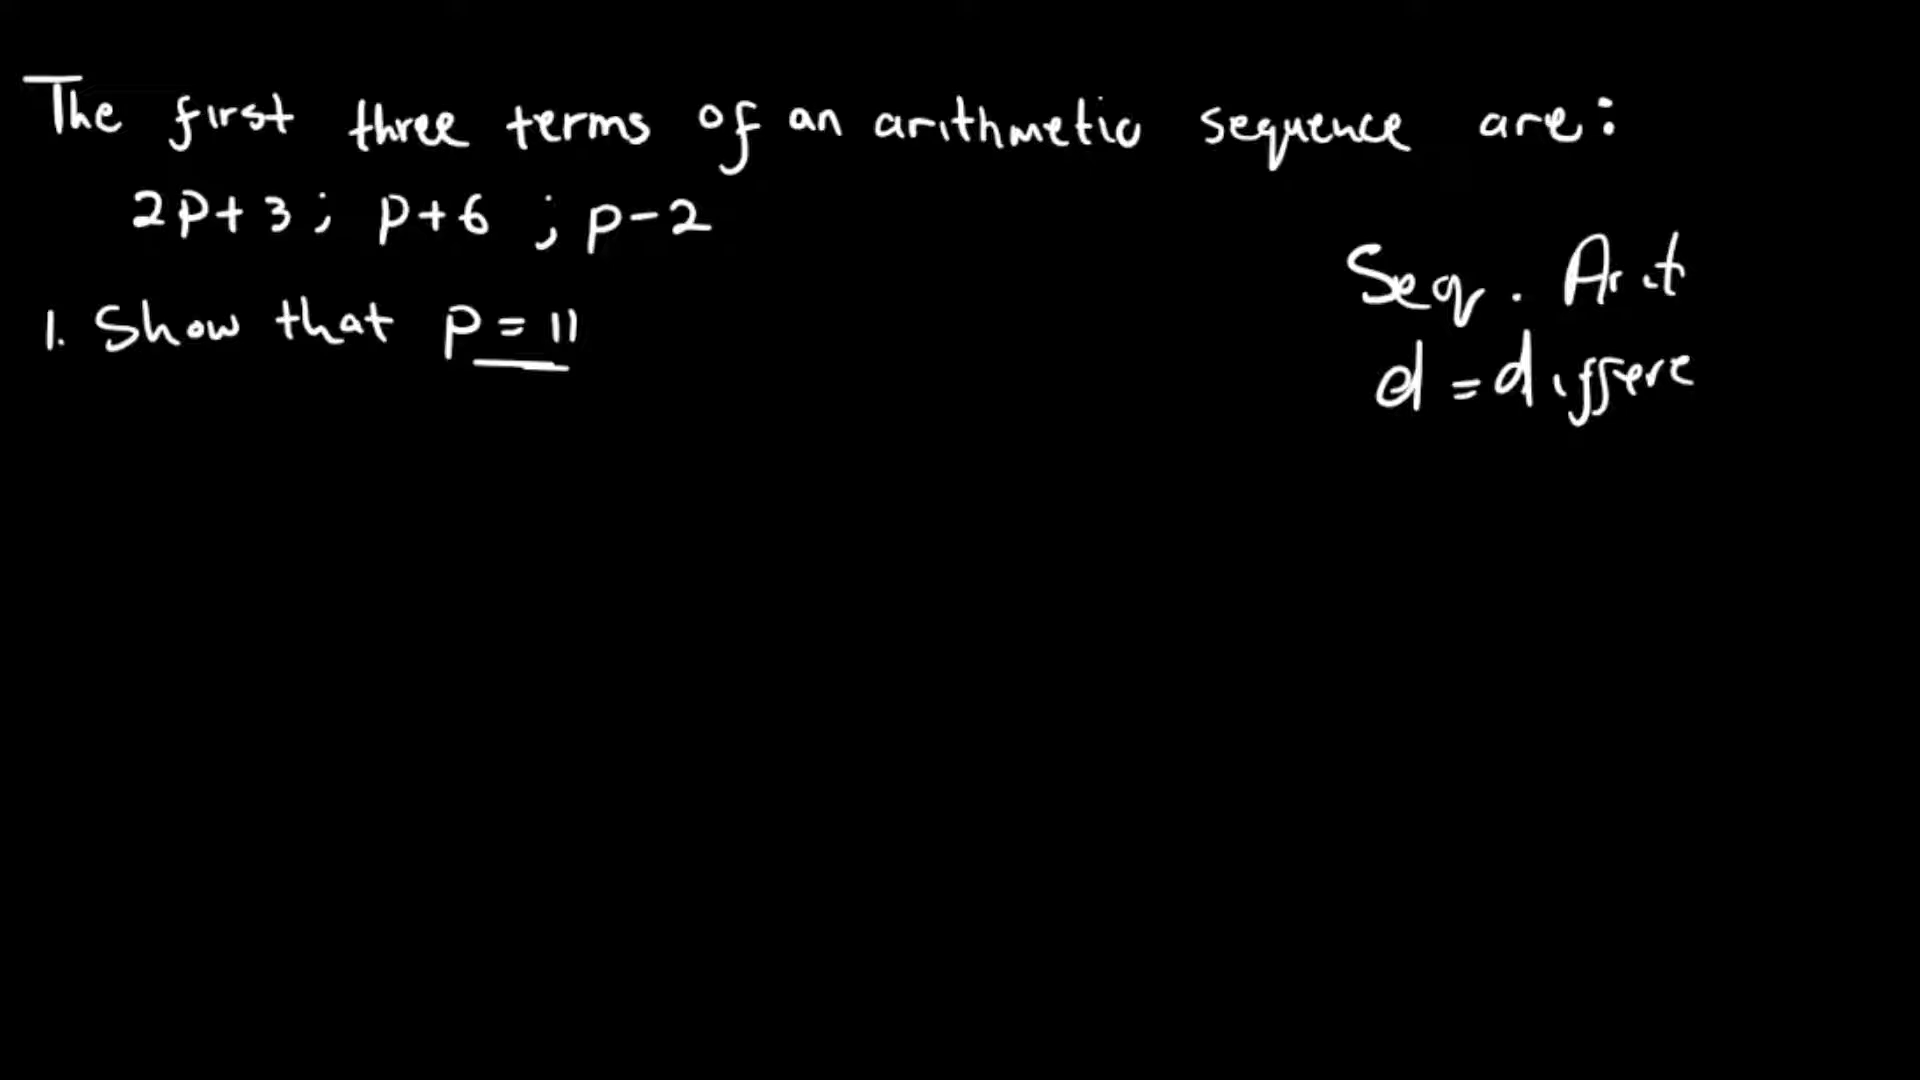 The first three terms of an arithmetic sequence are:
2p+3; p+6 ; p-2
1. Show that p = 11
Seq. Arit
d = differe